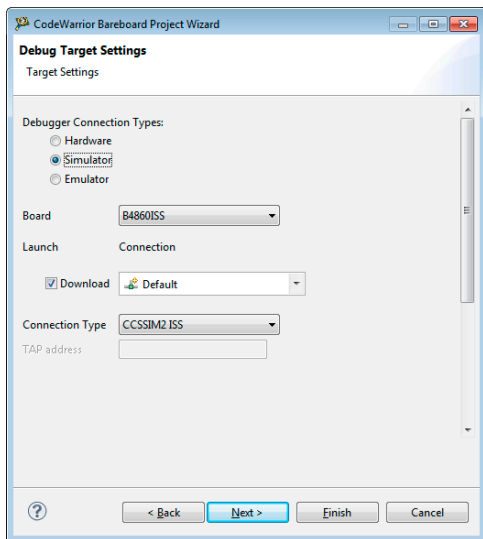 CodeWarrior Bareboard Project Wizard
Debug Target Settings
Target Settings
Debugger Connection Types:
Hardware
Simulator
Emulator
Board B4860ISS
Launch Connection
Download Default
Connection Type CCSSIM2 ISS
TAP address
? < Back Next > Finish Cancel